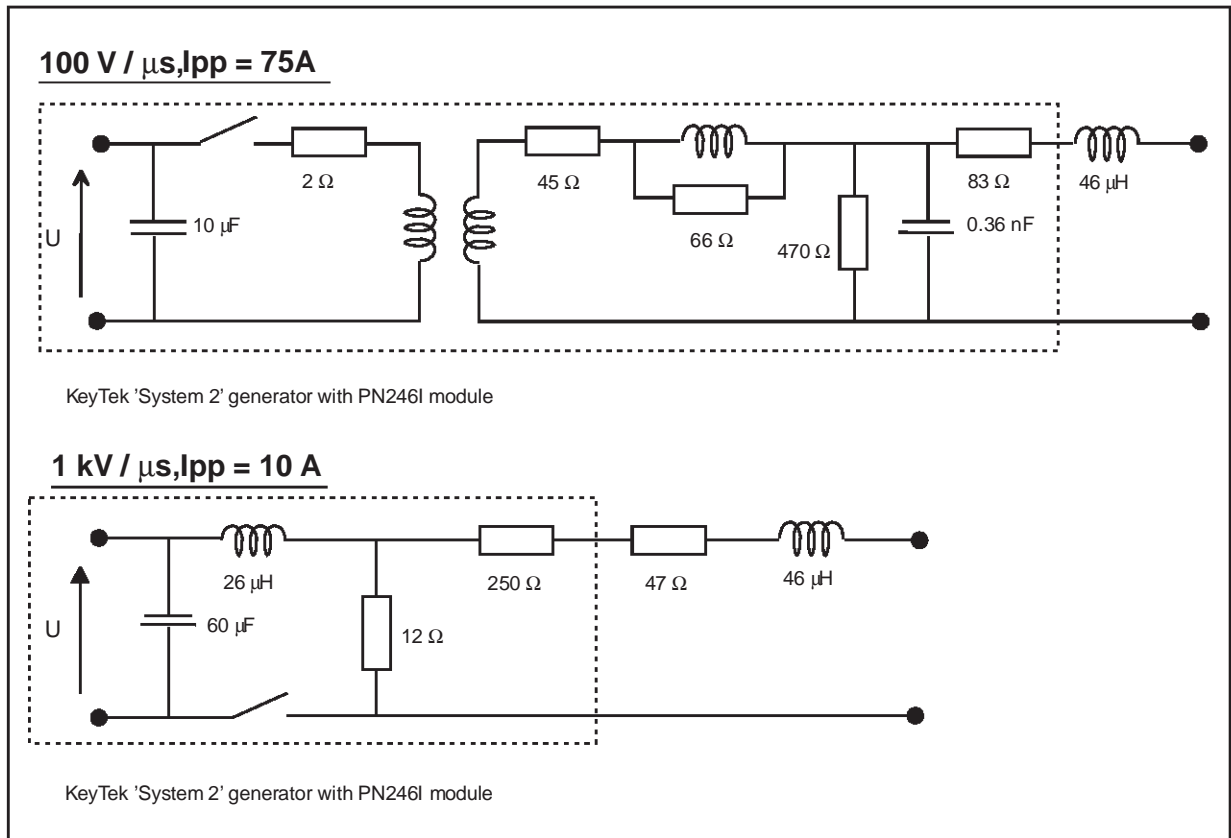 100 V / μs,Ipp = 75A
2 Ω
45 Ω
83 Ω
46 μH
U
10 μF
66 Ω
470 Ω
0.36 nF
KeyTek ’System 2’ generator with PN246I module
1 kV / μs,Ipp = 10 A
26 μH
250 Ω
47 Ω
46 μH
U
60 μF
12 Ω
KeyTek ’System 2’ generator with PN246I module